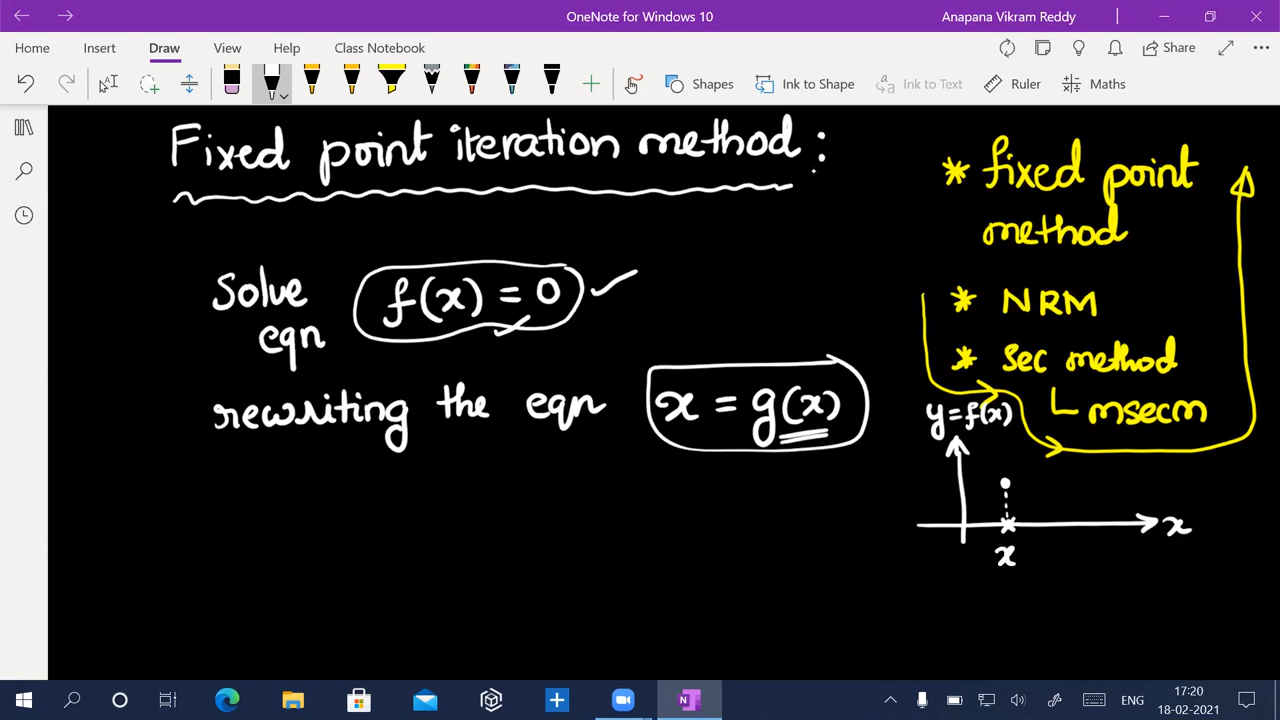 OneNote for Windows 10
Anapana Vikram Reddy
Home Insert Draw View Help Class Notebook
Share
Shapes Ink to Shape Ink to Text Ruler Maths
Fixed point iteration method :
Solve f(x) = 0
eqn
rewriting the eqn x = g(x)
* fixed point
method
* NRM
* Sec method
msecm
y=f(x)
x
x
ENG
17:20
18-02-2021